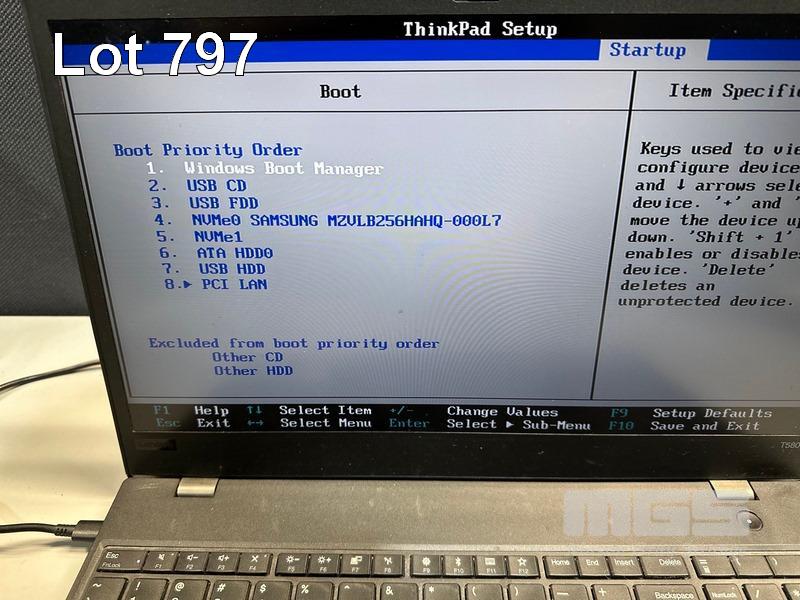 Lot 797
ThinkPad Setup
Startup
Boot
Item Specifi
Boot Priority Order
1. Windows Boot Manager
2. USB CD
3. USB FDD
4. NVMe0 SAMSUNG MZVLB256HAHQ-000L7
5. NVMe1
6. ATA HDD0
7. USB HDD
8.▶ PCI LAN
Excluded from boot priority order
Other CD
Other HDD
Keys used to vie
configure device
and ↓ arrows sele
device. '+' and '
move the device up
down. 'Shift + 1'
enables or disables
device. 'Delete'
deletes an
unprotected device.
F1 Help ↑↓ Select Item +/- Change Values F9 Setup Defaults
Esc Exit ←→ Select Menu Enter Select ▶ Sub-Menu F10 Save and Exit
Lenovo
T580
MGS
Esc
FnLock
F1 F2 F3 F4 F5 F6 F7 F8 F9 F10 F11 F12
Home End Insert Delete
~ ! @ # $ % ^ & * ( ) — + Backspace NumLock / *